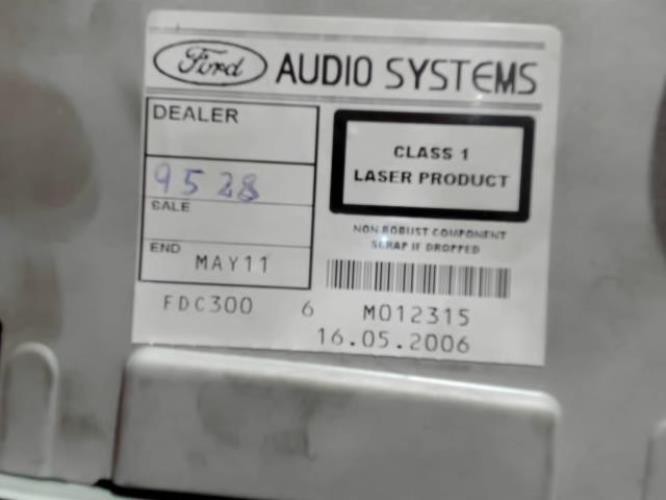 Ford AUDIO SYSTEMS
DEALER
9528
SALE
END MAY11
CLASS 1
LASER PRODUCT
NON ROBUST COMPONENT
SCRAP IF DROPPED
FDC300 6 M012315
16.05.2006